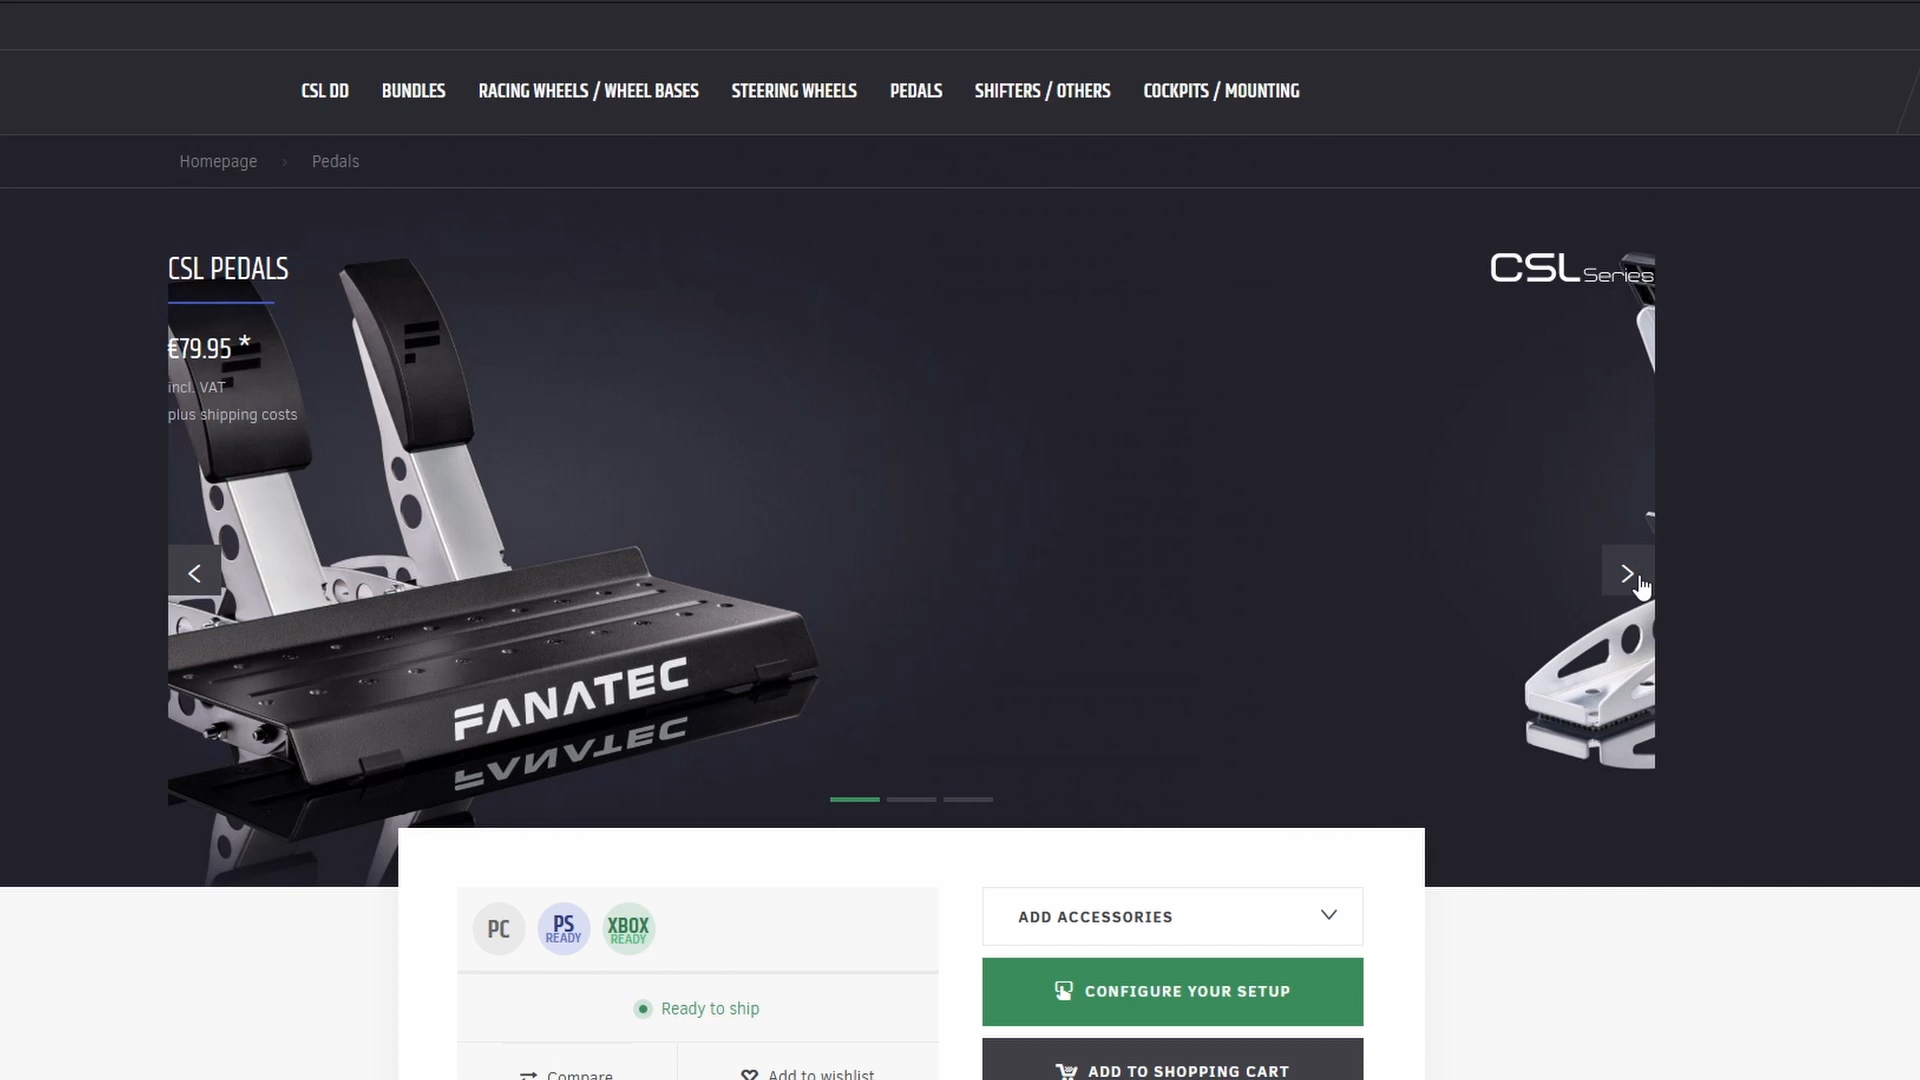 CSL DD BUNDLES RACING WHEELS / WHEEL BASES STEERING WHEELS PEDALS SHIFTERS / OTHERS COCKPITS / MOUNTING
Homepage > Pedals
CSL PEDALS
CSL Series
€79.95 *
incl. VAT
plus shipping costs
FANATEC
PC
PS READY
XBOX READY
Ready to ship
Compare
Add to wishlist
ADD ACCESSORIES
CONFIGURE YOUR SETUP
ADD TO SHOPPING CART